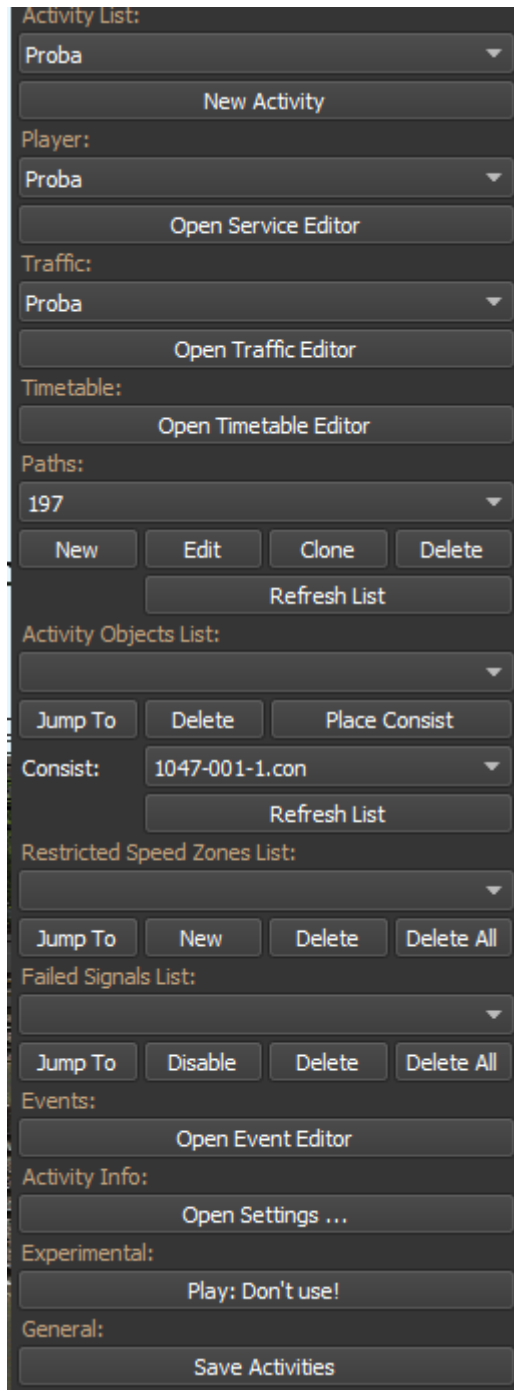 Activity List:
Proba
New Activity
Player:
Proba
Open Service Editor
Traffic:
Proba
Open Traffic Editor
Timetable:
Open Timetable Editor
Paths:
197
New Edit Clone Delete
Refresh List
Activity Objects List:
Jump To Delete Place Consist
Consist: 1047-001-1.con
Refresh List
Restricted Speed Zones List:
Jump To New Delete Delete All
Failed Signals List:
Jump To Disable Delete Delete All
Events:
Open Event Editor
Activity Info:
Open Settings ...
Experimental:
Play: Don't use!
General:
Save Activities